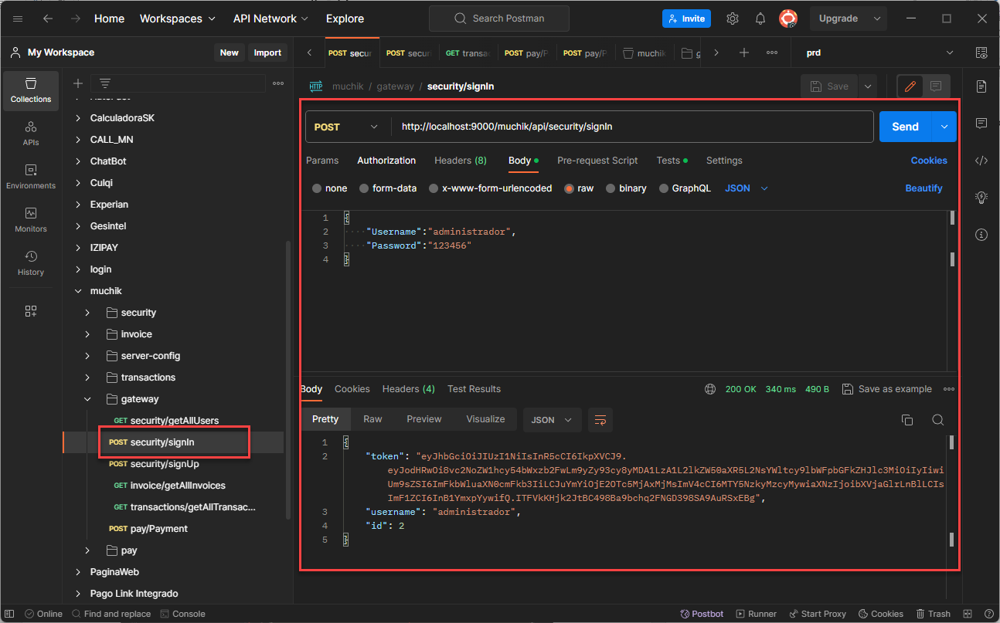 Home Workspaces API Network Explore Search Postman Invite Upgrade
My Workspace New Import
POST secur POST secur GET transac POST pay/P POST pay/P muchik g prd
Collections
APIs
Environments
Monitors
History
CalculadoraSK
CALL_MN
ChatBot
Culqi
Experian
Gesintel
IZIPAY
login
muchik
security
invoice
server-config
transactions
gateway
GET security/getAllUsers
POST security/signIn
POST security/signUp
GET invoice/getAllInvoices
GET transactions/getAllTransac...
POST pay/Payment
pay
PaginaWeb
Pago Link Integrado
HTTP muchik / gateway / security/signIn Save
POST http://localhost:9000/muchik/api/security/signIn Send
Params Authorization Headers (8) Body Pre-request Script Tests Settings Cookies
none form-data x-www-form-urlencoded raw binary GraphQL JSON Beautify
1 {
2 "Username":"administrador",
3 "Password":"123456"
4 }
Body Cookies Headers (4) Test Results 200 OK 340 ms 490 B Save as example
Pretty Raw Preview Visualize JSON
1 {
2 "token": "eyJhbGciOiJIUzI1NiIsInR5cCI6IkpXVCJ9.
eyJodHRwOi8vc2NoZW1hcy54bWxzb2FwLm9yZy93cy8yMDA1LzA1L2lkZW50aXR5L2NsYWltcy9lbWFpbGFkZHJlc3MiOiIyIiwi
Um9sZSI6ImFkbWluaXN0cmFkb3IiLCJuYmYiOjE2OTc5MjAxMjMsImV4cCI6MTY5NzkyMzcyMywiaXNzIjoibXVjaGlrLnBlLCIs
ImF1ZCI6InB1YmxpYywifQ.ITFVkKHjk2JtBC498Ba9bchq2FNGD398SA9AuRSxEBg",
3 "username": "administrador",
4 "id": 2
5 }
Online Find and replace Console Postbot Runner Start Proxy Cookies Trash